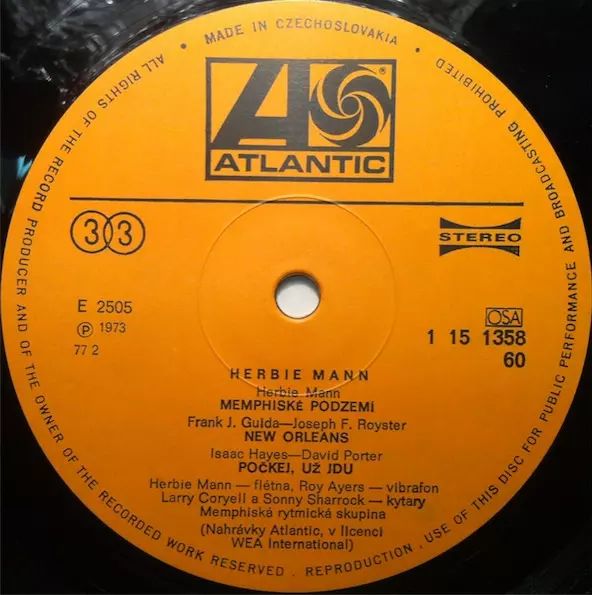 ALL RIGHTS OF THE RECORD PRODUCER AND OF THE OWNER OF THE RECORDED WORK RESERVED . REPRODUCTION . USE OF THIS DISC FOR PUBLIC PERFORMANCE AND BROADCASTING PROHIBITED
• MADE IN CZECHOSLOVAKIA •
ATLANTIC
33
STEREO
E 2505
℗ 1973
77 2
OSA
1 15 1358
60
HERBIE MANN
Herbie Mann
MEMPHISKÉ PODZEMÍ
Frank J. Guida—Joseph F. Royster
NEW ORLEANS
Isaac Hayes—David Porter
POČKEJ, UŽ JDU
Herbie Mann — flétna, Roy Ayers — vibrafon
Larry Coryell a Sonny Sharrock — kytary
Memphiská rytmická skupina
(Nahrávky Atlantic, v licenci
WEA International)